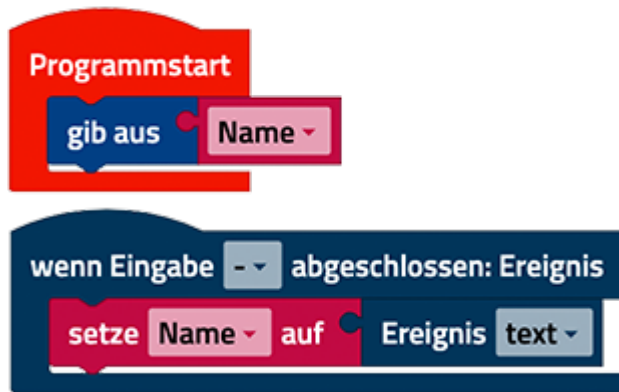 Programmstart
gib aus Name
wenn Eingabe - abgeschlossen: Ereignis
setze Name auf Ereignis text